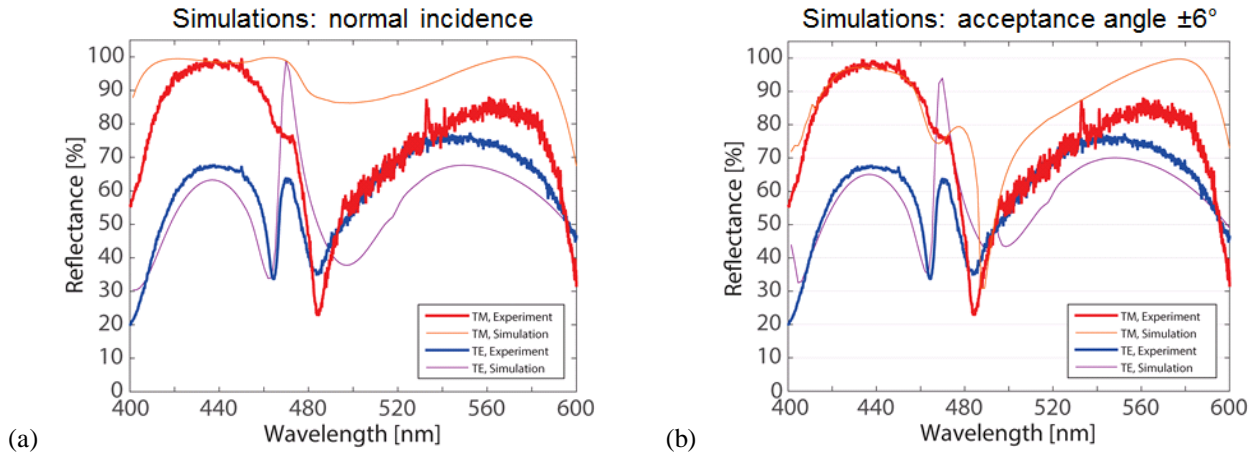 Simulations: normal incidence
100
90
80
70
60
50
40
30
20
10
0
Reflectance [%]
400
440
480
520
560
600
Wavelength [nm]
TM, Experiment
TM, Simulation
TE, Experiment
TE, Simulation
(a)
Simulations: acceptance angle ±6°
100
90
80
70
60
50
40
30
20
10
0
Reflectance [%]
400
440
480
520
560
600
Wavelength [nm]
TM, Experiment
TM, Simulation
TE, Experiment
TE, Simulation
(b)